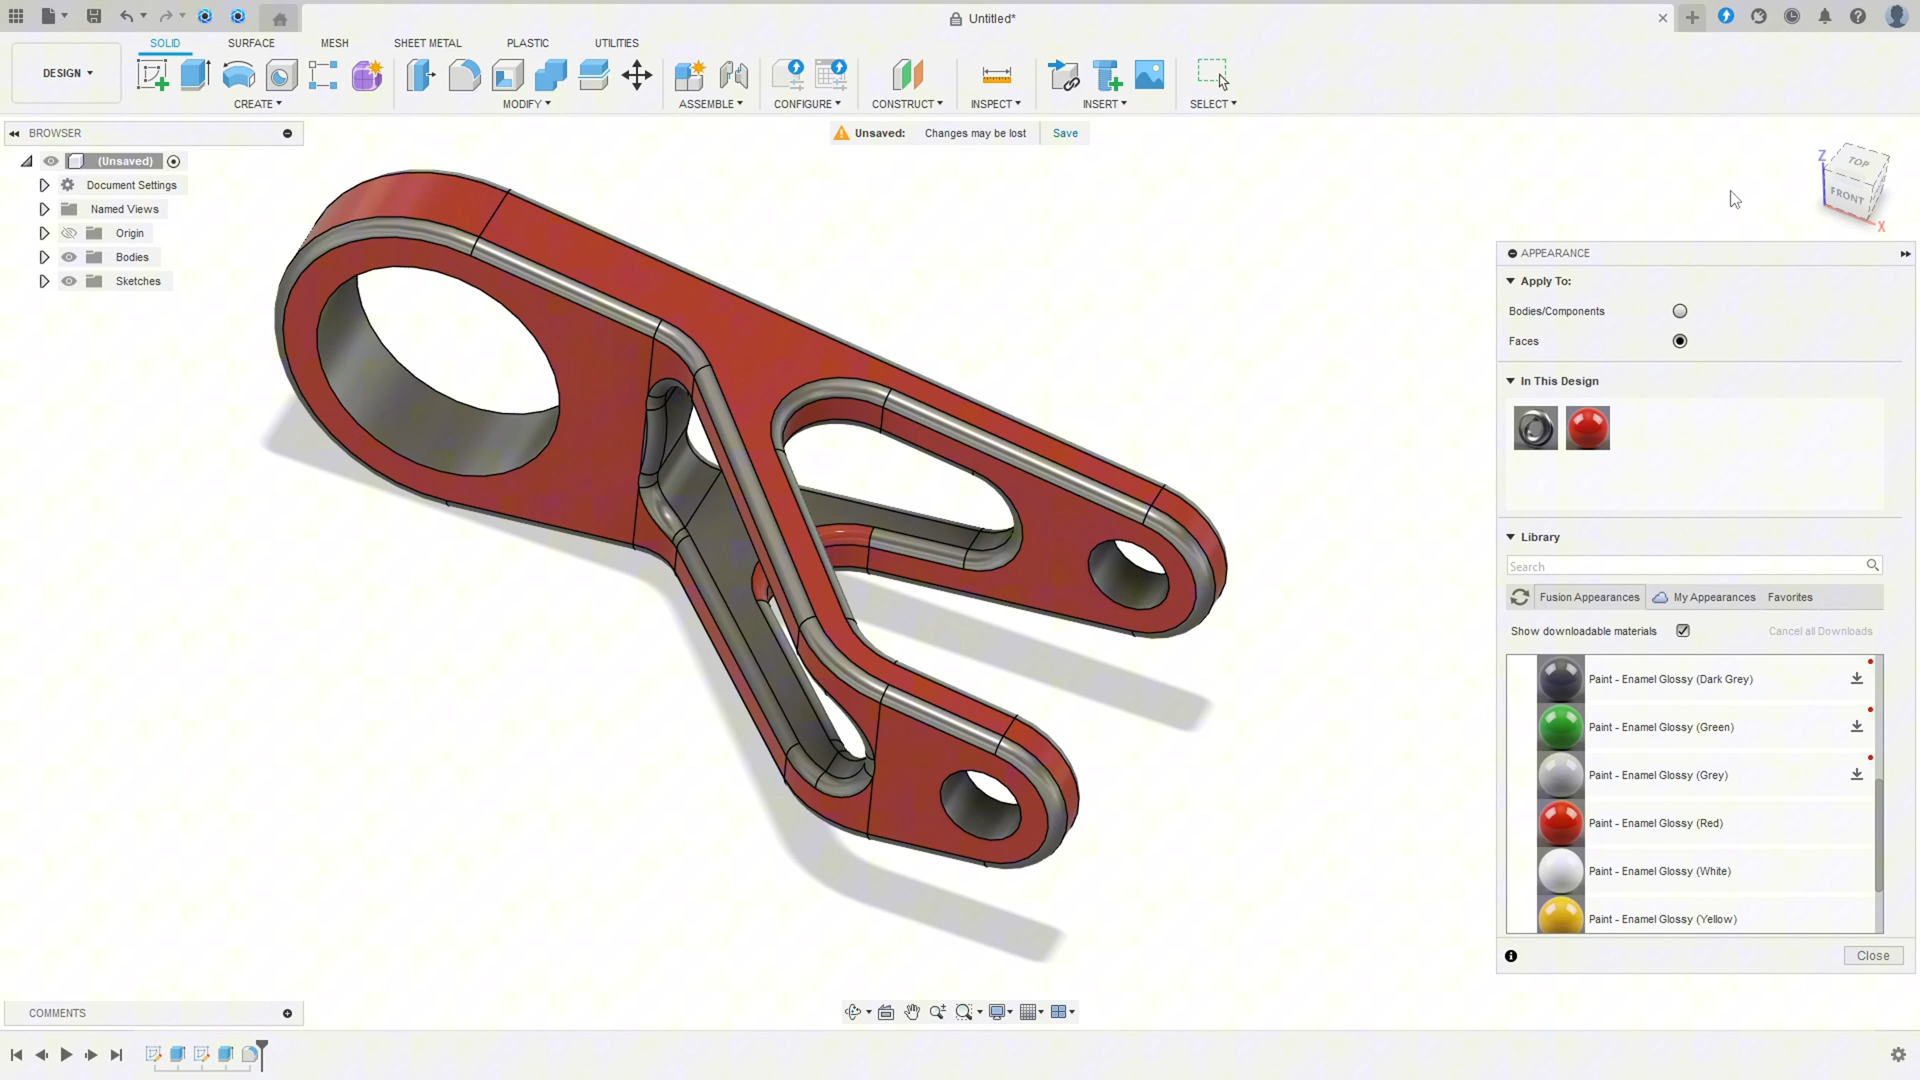 Untitled*
SOLID SURFACE MESH SHEET METAL PLASTIC UTILITIES
DESIGN
CREATE MODIFY ASSEMBLE CONFIGURE CONSTRUCT INSPECT INSERT SELECT
BROWSER
Unsaved: Changes may be lost Save
(Unsaved)
Document Settings
Named Views
Origin
Bodies
Sketches
Z
TOP
FRONT
X
APPEARANCE
Apply To:
Bodies/Components
Faces
In This Design
Library
Search
Fusion Appearances My Appearances Favorites
Show downloadable materials Cancel all Downloads
Paint - Enamel Glossy (Dark Grey)
Paint - Enamel Glossy (Green)
Paint - Enamel Glossy (Grey)
Paint - Enamel Glossy (Red)
Paint - Enamel Glossy (White)
Paint - Enamel Glossy (Yellow)
Close
COMMENTS